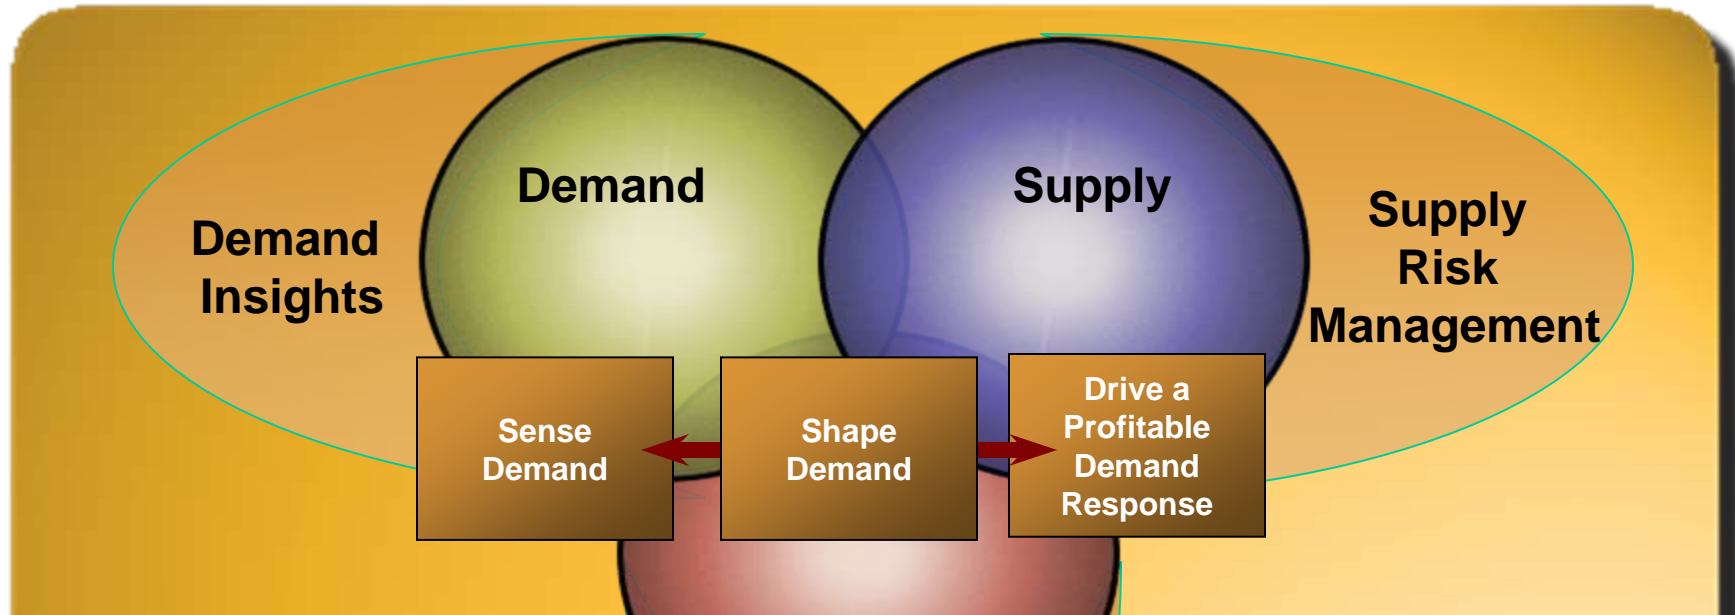 Demand
Supply
Demand
Insights
Supply
Risk
Management
Sense
Demand
Shape
Demand
Drive a
Profitable
Demand
Response